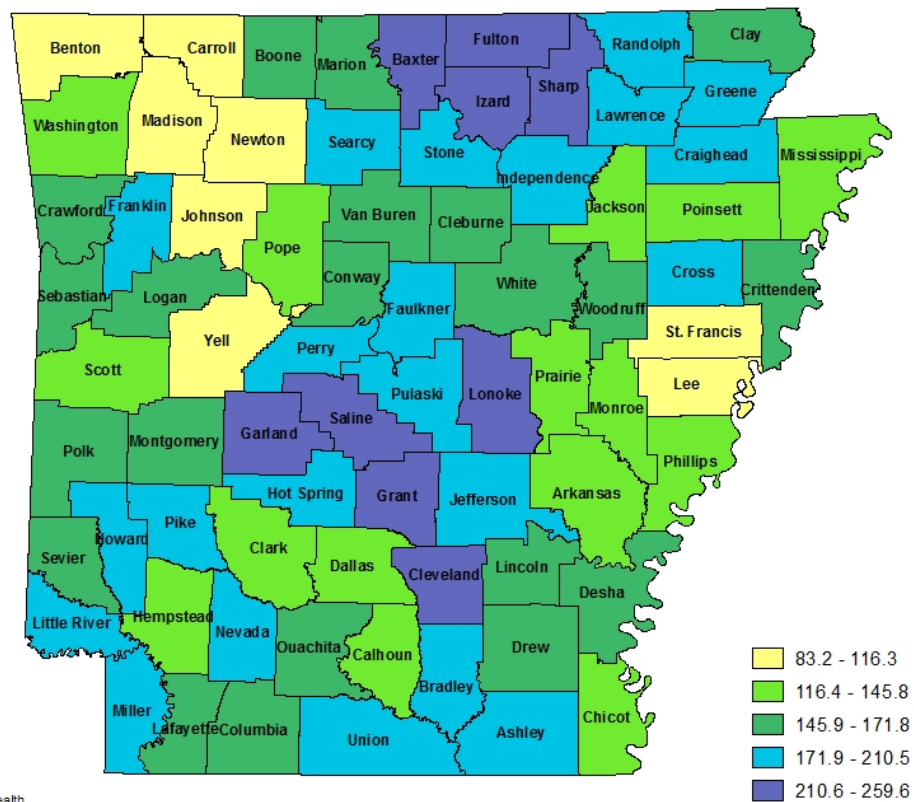 Benton
Carroll
Boone
Marion
Baxter
Fulton
Randolph
Clay
Izard
Sharp
Lawrence
Greene
Washington
Madison
Newton
Searcy
Stone
Independence
Craighead
Mississippi
Crawford
Franklin
Johnson
Pope
Van Buren
Cleburne
Jackson
Poinsett
Sebastian
Logan
Conway
Faulkner
White
Woodruff
Cross
Crittenden
Scott
Yell
Perry
Pulaski
Lonoke
Prairie
Monroe
St. Francis
Lee
Polk
Montgomery
Garland
Saline
Hot Spring
Grant
Jefferson
Arkansas
Phillips
Sevier
Howard
Pike
Clark
Dallas
Cleveland
Lincoln
Desha
Little River
Hempstead
Nevada
Ouachita
Calhoun
Bradley
Drew
Miller
Lafayette
Columbia
Union
Ashley
Chicot
83.2 - 116.3
116.4 - 145.8
145.9 - 171.8
171.9 - 210.5
210.6 - 259.6